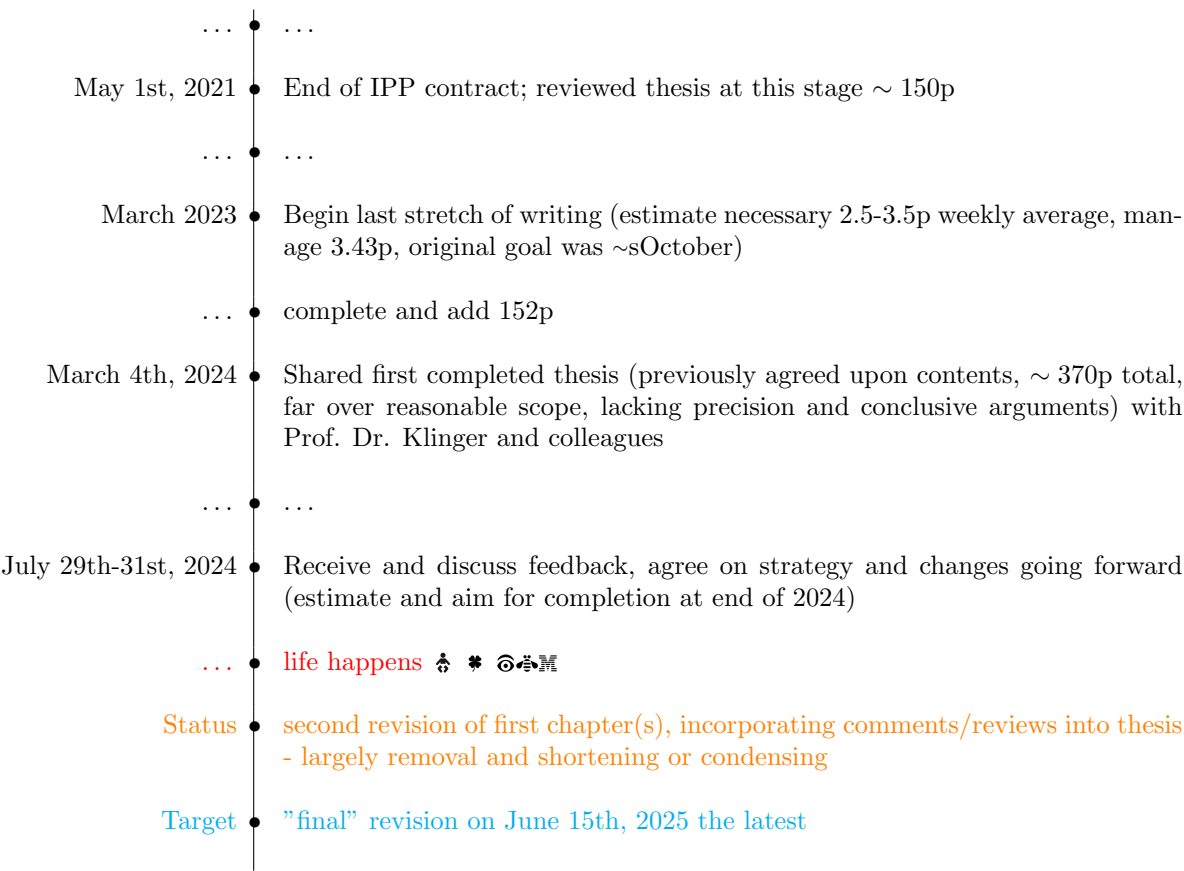 ... ...
May 1st, 2021 End of IPP contract; reviewed thesis at this stage ∼ 150p
... ...
March 2023 Begin last stretch of writing (estimate necessary 2.5-3.5p weekly average, man-
age 3.43p, original goal was ~sOctober)
... complete and add 152p
March 4th, 2024 Shared first completed thesis (previously agreed upon contents, ∼ 370p total,
far over reasonable scope, lacking precision and conclusive arguments) with
Prof. Dr. Klinger and colleagues
... ...
July 29th-31st, 2024 Receive and discuss feedback, agree on strategy and changes going forward
(estimate and aim for completion at end of 2024)
... life happens
Status second revision of first chapter(s), incorporating comments/reviews into thesis
- largely removal and shortening or condensing
Target ”final” revision on June 15th, 2025 the latest